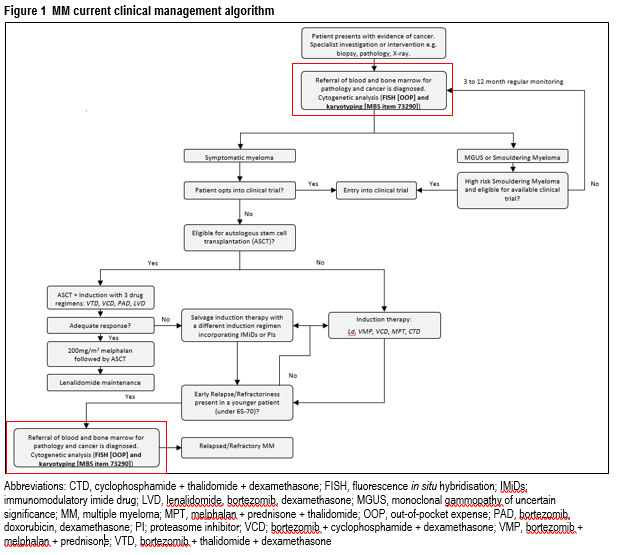 Figure 1 MM current clinical management algorithm
Patient presents with evidence of cancer.
Specialist investigation or intervention e.g.
biopsy, pathology, X-ray.
Referral of blood and bone marrow for
pathology and cancer is diagnosed.
Cytogenetic analysis (FISH [OOP] and
karyotyping [MBS item 73290])
3 to 12 month regular monitoring
Symptomatic myeloma
MGUS or Smouldering Myeloma
Patient opts into clinical trial?
Yes
Entry into clinical trial
Yes
High risk Smouldering Myeloma
and eligible for available clinical
trial?
No
No
Eligible for autologous stem cell
transplantation (ASCT)?
Yes
No
ASCT + Induction with 3 drug
regimens: VTD, VCD, PAD, LVD
Adequate response?
No
Yes
200mg/m² melphalan
followed by ASCT
Lenalidomide maintenance
Salvage induction therapy with
a different induction regimen
incorporating IMiDs or PIs
Induction therapy:
Ld, VMP, VCD, MPT, CTD
No
Early Relapse/Refractoriness
present in a younger patient
(under 65-70)?
Yes
Referral of blood and bone marrow for
pathology and cancer is diagnosed.
Cytogenetic analysis (FISH [OOP] and
karyotyping [MBS item 73290])
Relapsed/Refractory MM
Abbreviations: CTD, cyclophosphamide + thalidomide + dexamethasone; FISH, fluorescence in situ hybridisation; IMiDs;
immunomodulatory imide drug; LVD, lenalidomide, bortezomib, dexamethasone; MGUS, monoclonal gammopathy of uncertain
significance; MM, multiple myeloma; MPT, melphalan + prednisone + thalidomide; OOP, out-of-pocket expense; PAD, bortezomib,
doxorubicin, dexamethasone; PI; proteasome inhibitor; VCD; bortezomib + cyclophosphamide + dexamethasone; VMP, bortezomib +
melphalan + prednisone; VTD, bortezomib + thalidomide + dexamethasone